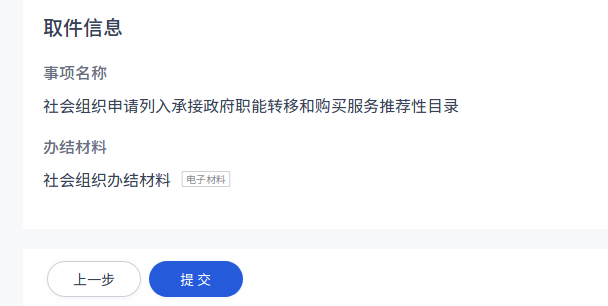 取件信息
事项名称
社会组织申请列入承接政府职能转移和购买服务推荐性目录
办结材料
社会组织办结材料 电子材料
上一步 提交